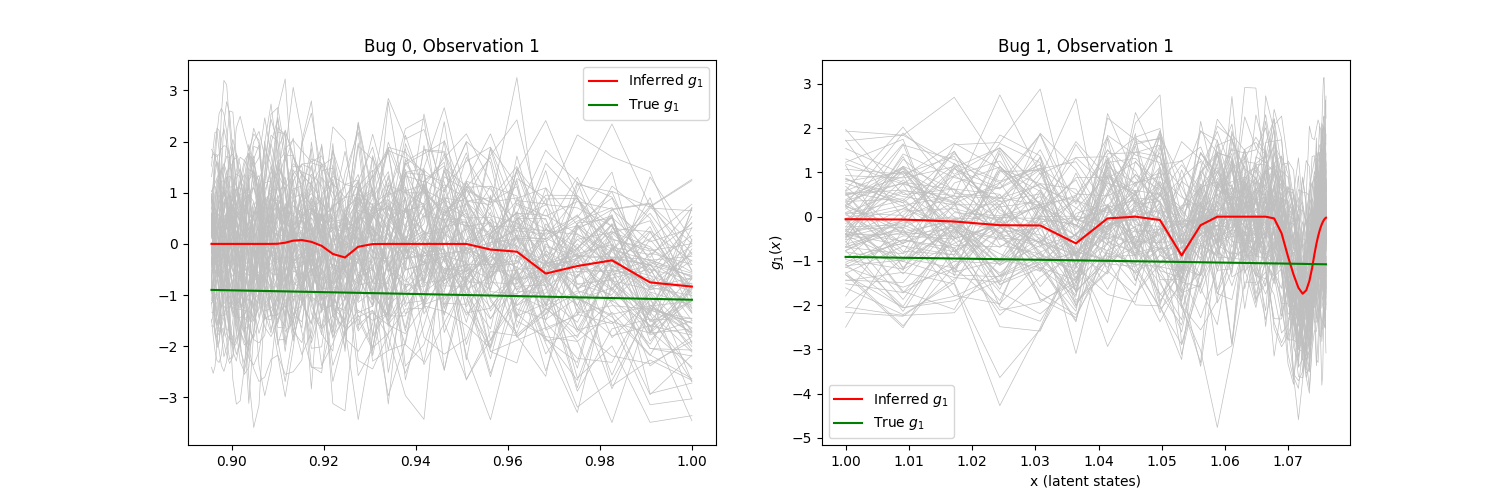 Bug 0, Observation 1
Inferred g₁
True g₁
3
2
1
0
−1
−2
−3
0.90 0.92 0.94 0.96 0.98 1.00
Bug 1, Observation 1
g₁(x)
3
2
1
0
−1
−2
−3
−4
−5
Inferred g₁
True g₁
1.00 1.01 1.02 1.03 1.04 1.05 1.06 1.07
x (latent states)